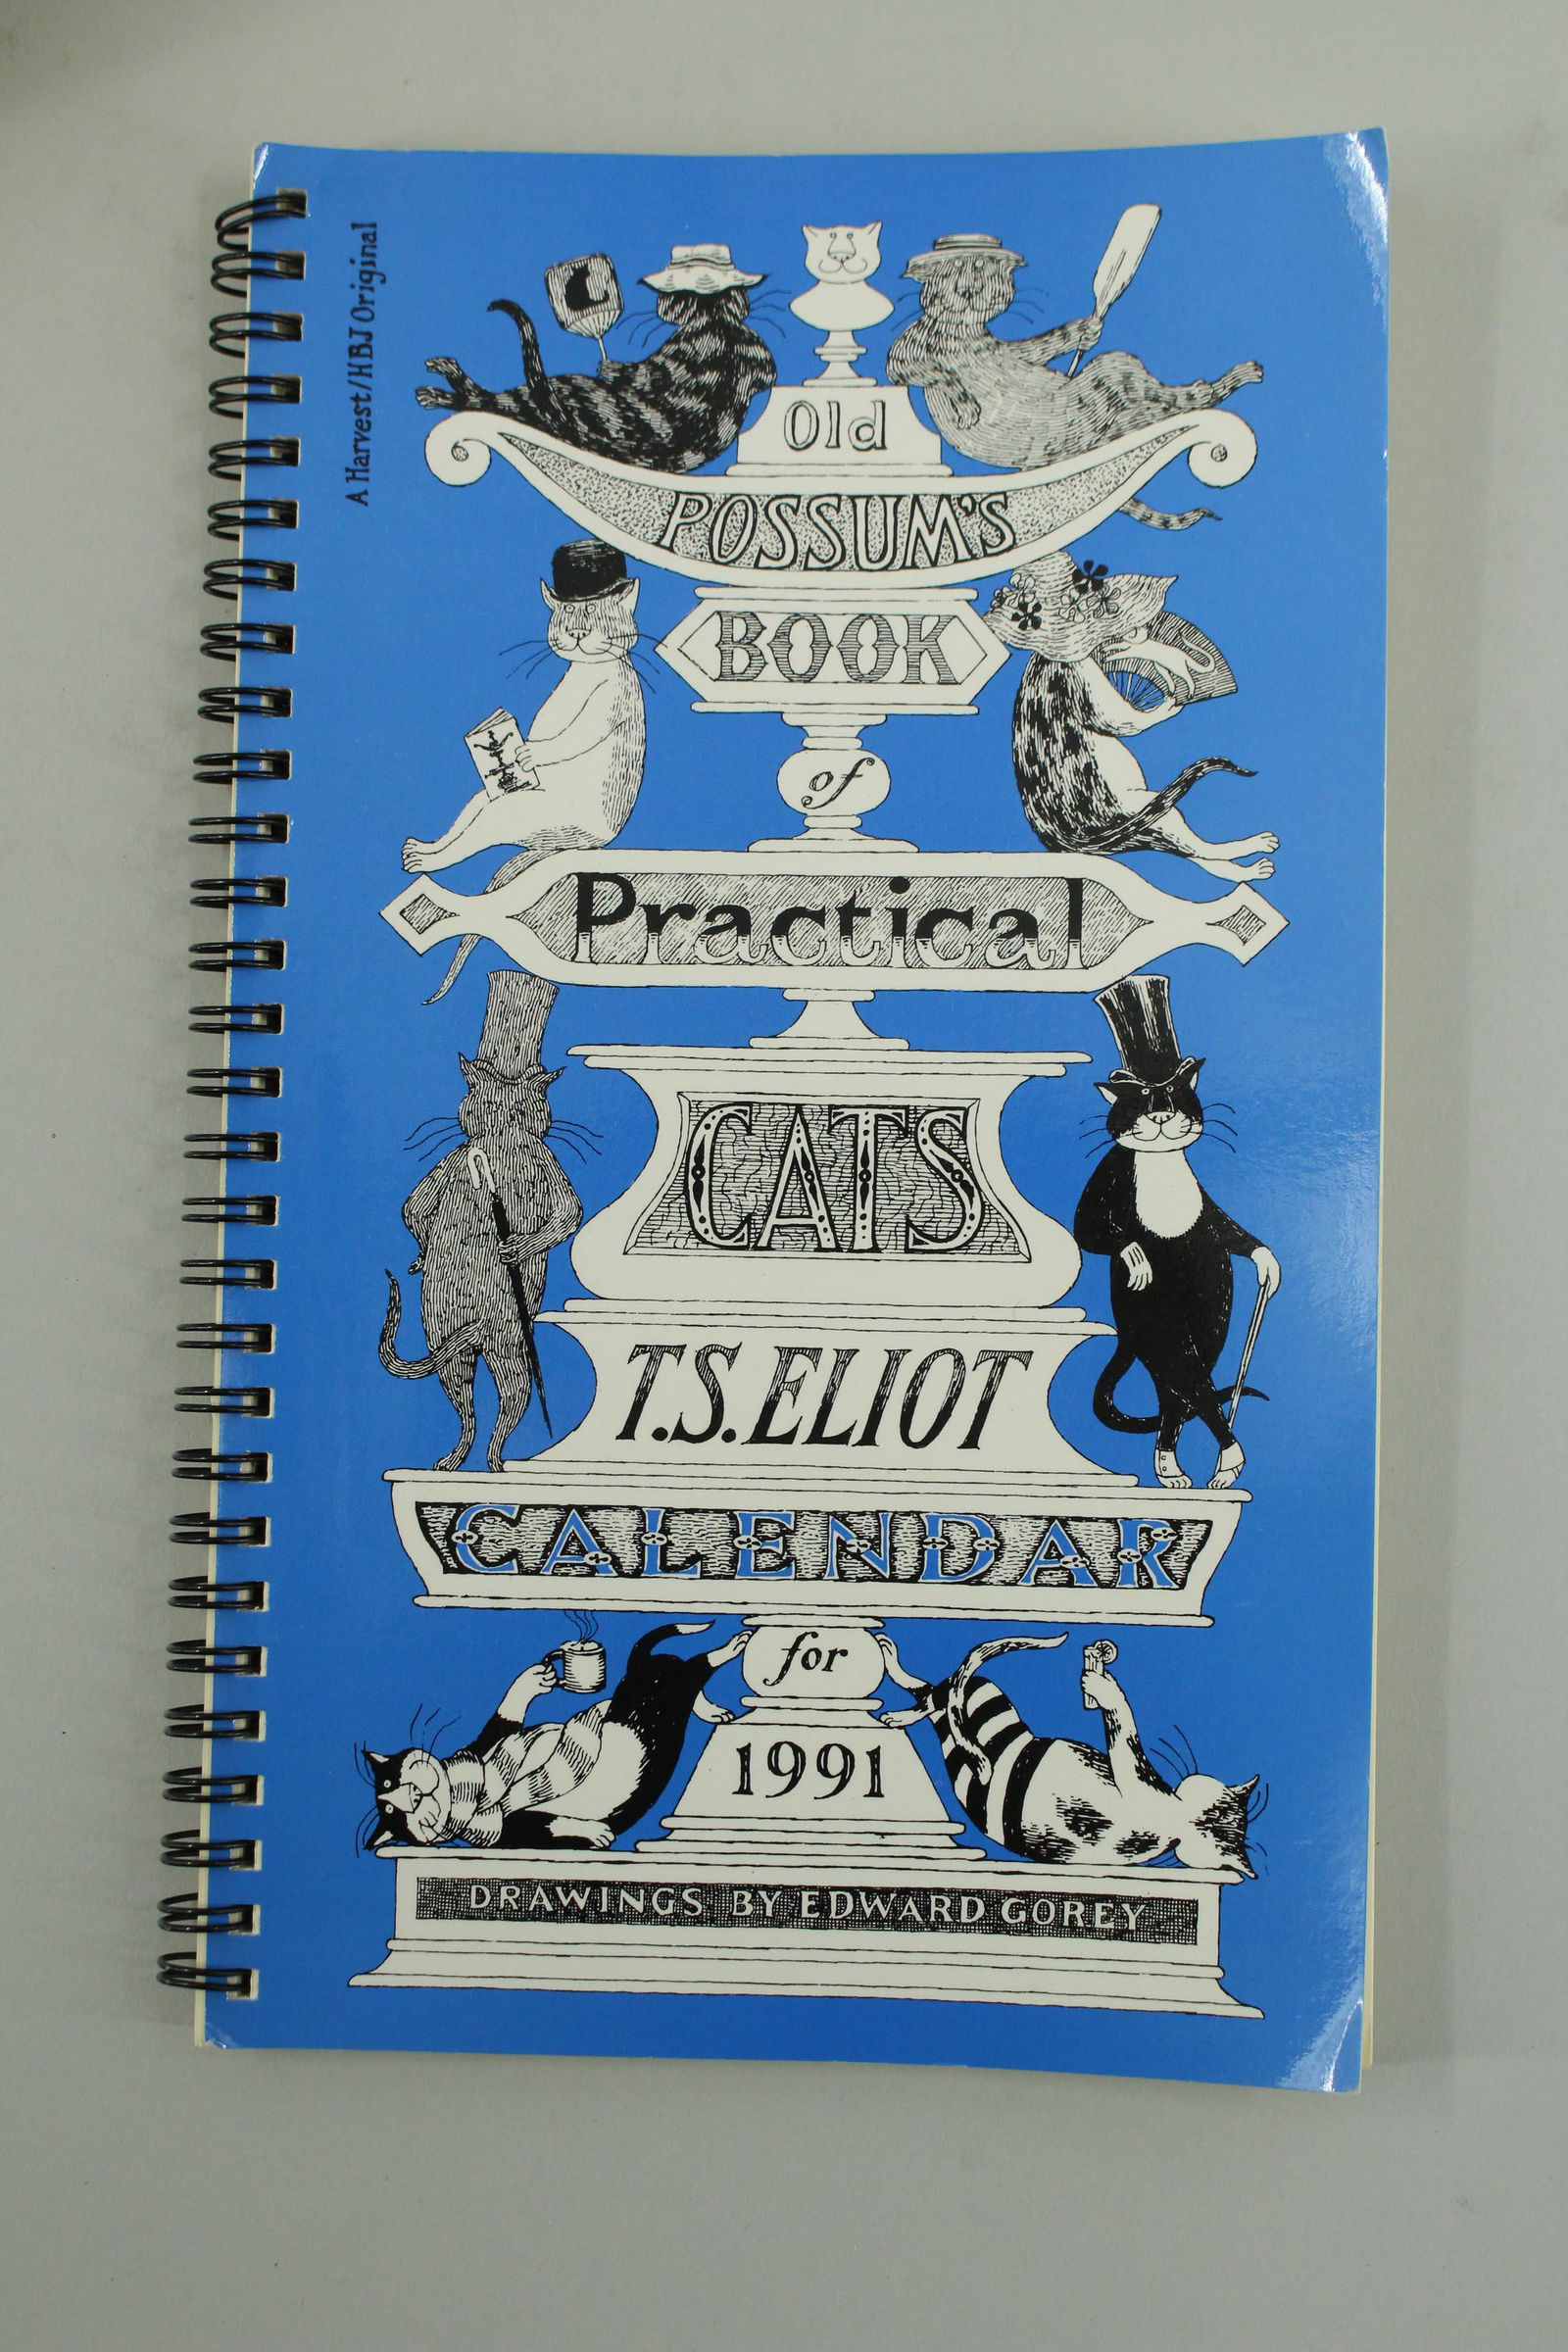 A Harvest/HBJ Original
Old
POSSUM'S
BOOK
of
Practical
CATS
T.S. ELIOT
CALENDAR
for
1991
DRAWINGS BY EDWARD GOREY